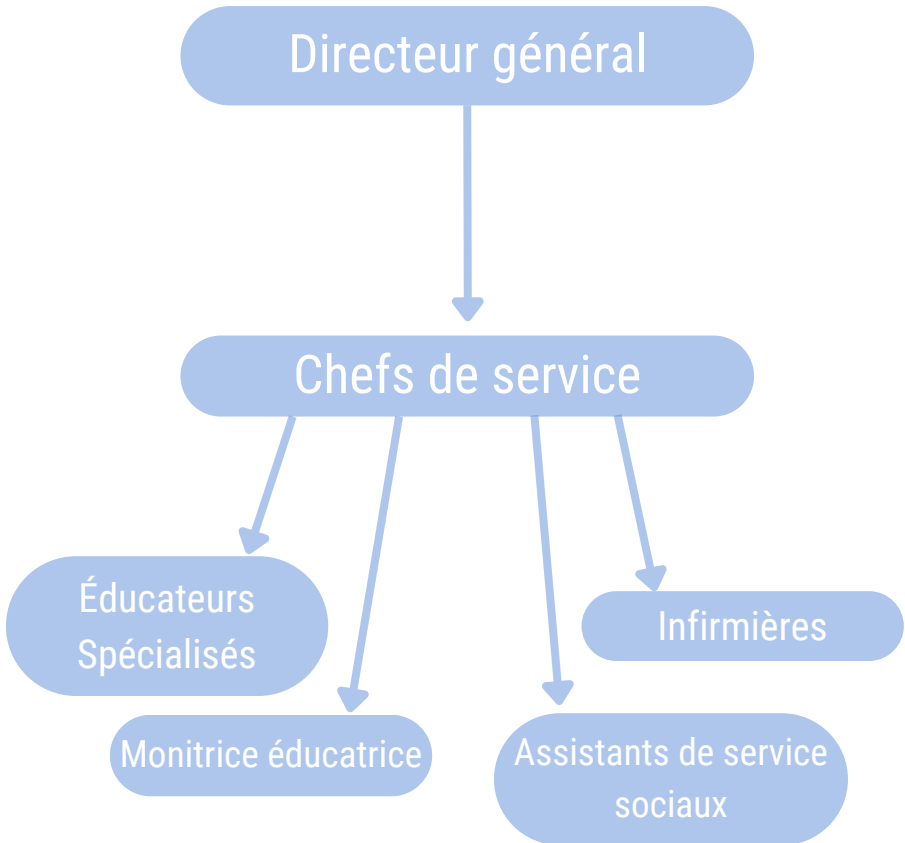 Directeur général
Chefs de service
Éducateurs
Spécialisés
Infirmières
Monitrice éducatrice
Assistants de service
sociaux